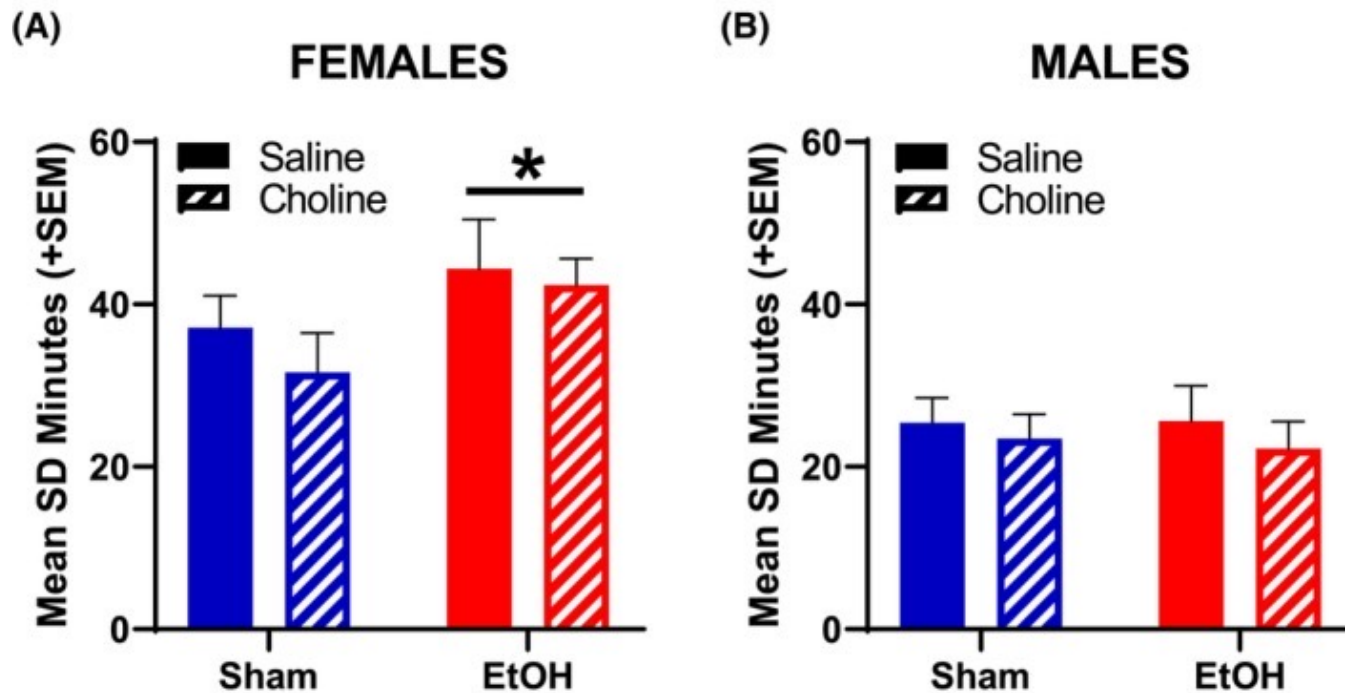 (A)
FEMALES
Mean SD Minutes (+SEM)
60
40
20
0
Saline
Choline
*
Sham
EtOH
(B)
MALES
Mean SD Minutes (+SEM)
60
40
20
0
Saline
Choline
Sham
EtOH